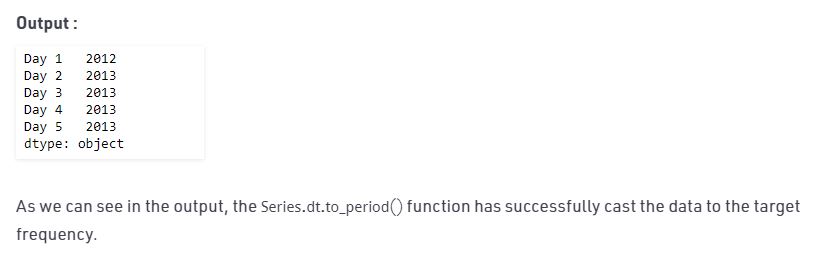 Output :
Day 1   2012
Day 2   2013
Day 3   2013
Day 4   2013
Day 5   2013
dtype: object
As we can see in the output, the Series.dt.to_period() function has successfully cast the data to the target
frequency.